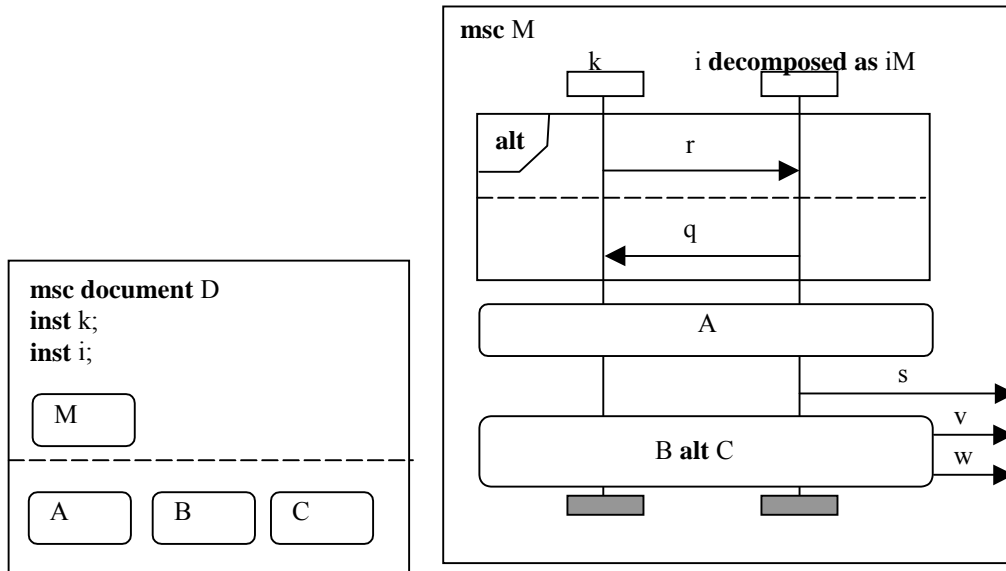 msc document D
inst k;
inst i;
M
A B C
msc M
k i decomposed as iM
alt
r
q
A
s
v
B alt C
w